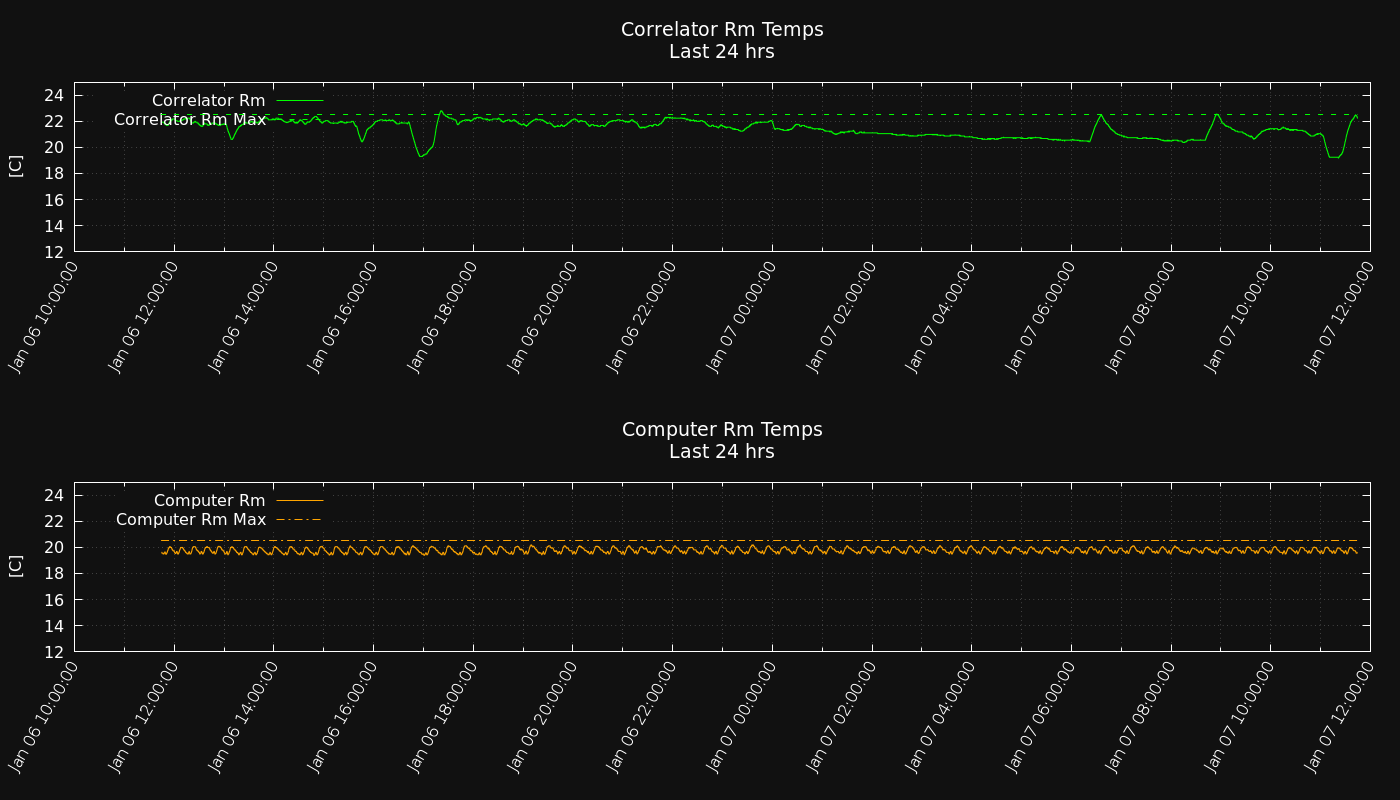 Correlator Rm Temps
Last 24 hrs
Correlator Rm
Correlator Rm Max
[C]
24
22
20
18
16
14
12
Jan 06 10:00:00
Jan 06 12:00:00
Jan 06 14:00:00
Jan 06 16:00:00
Jan 06 18:00:00
Jan 06 20:00:00
Jan 06 22:00:00
Jan 07 00:00:00
Jan 07 02:00:00
Jan 07 04:00:00
Jan 07 06:00:00
Jan 07 08:00:00
Jan 07 10:00:00
Jan 07 12:00:00
Computer Rm Temps
Last 24 hrs
Computer Rm
Computer Rm Max
[C]
24
22
20
18
16
14
12
Jan 06 10:00:00
Jan 06 12:00:00
Jan 06 14:00:00
Jan 06 16:00:00
Jan 06 18:00:00
Jan 06 20:00:00
Jan 06 22:00:00
Jan 07 00:00:00
Jan 07 02:00:00
Jan 07 04:00:00
Jan 07 06:00:00
Jan 07 08:00:00
Jan 07 10:00:00
Jan 07 12:00:00